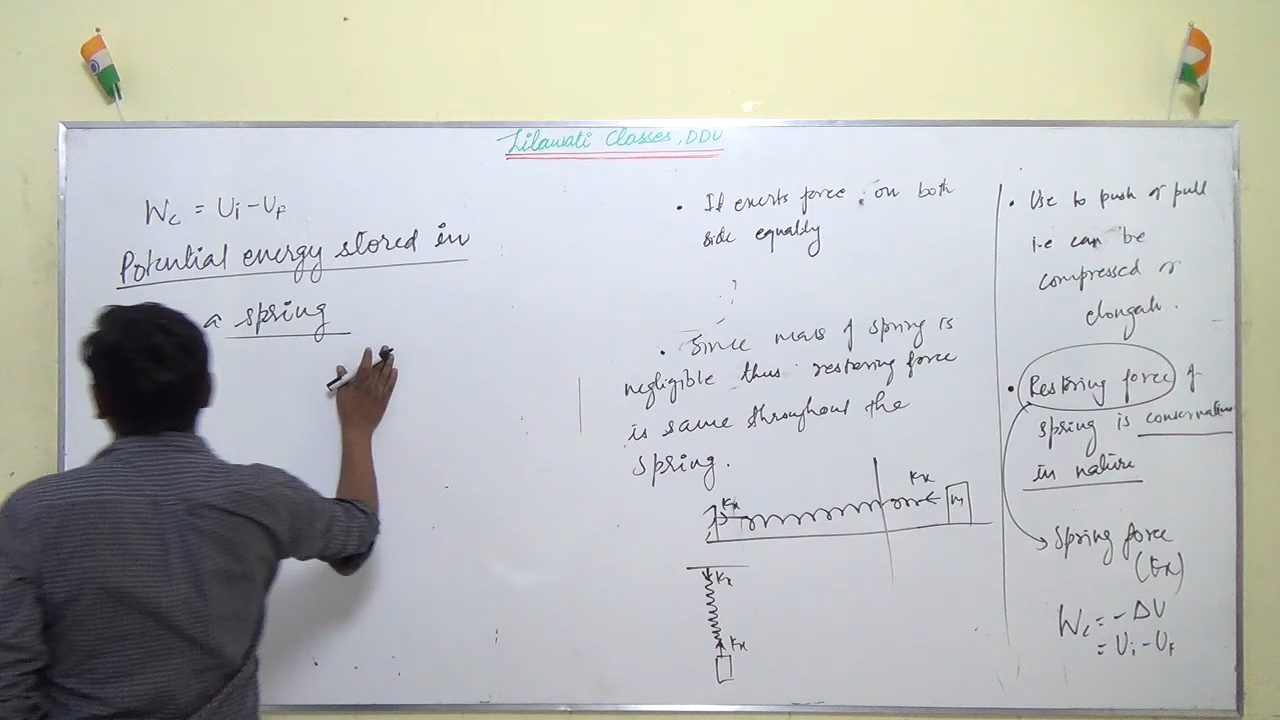 Lilawati Classes, DDU
Wc = Ui - UF
Potential energy stored in
a spring
• It exerts force on both
side equally
• Since mass of spring is
negligible thus restoring force
is same throughout the
spring.
Kx
Kx
m
Kx
Kx
• Use to push or pull
i.e can be
compressed or
elongate.
• Restoring force of
spring is conservative
in nature
Spring force
(kx)
Wc = -ΔU
= Ui - UF